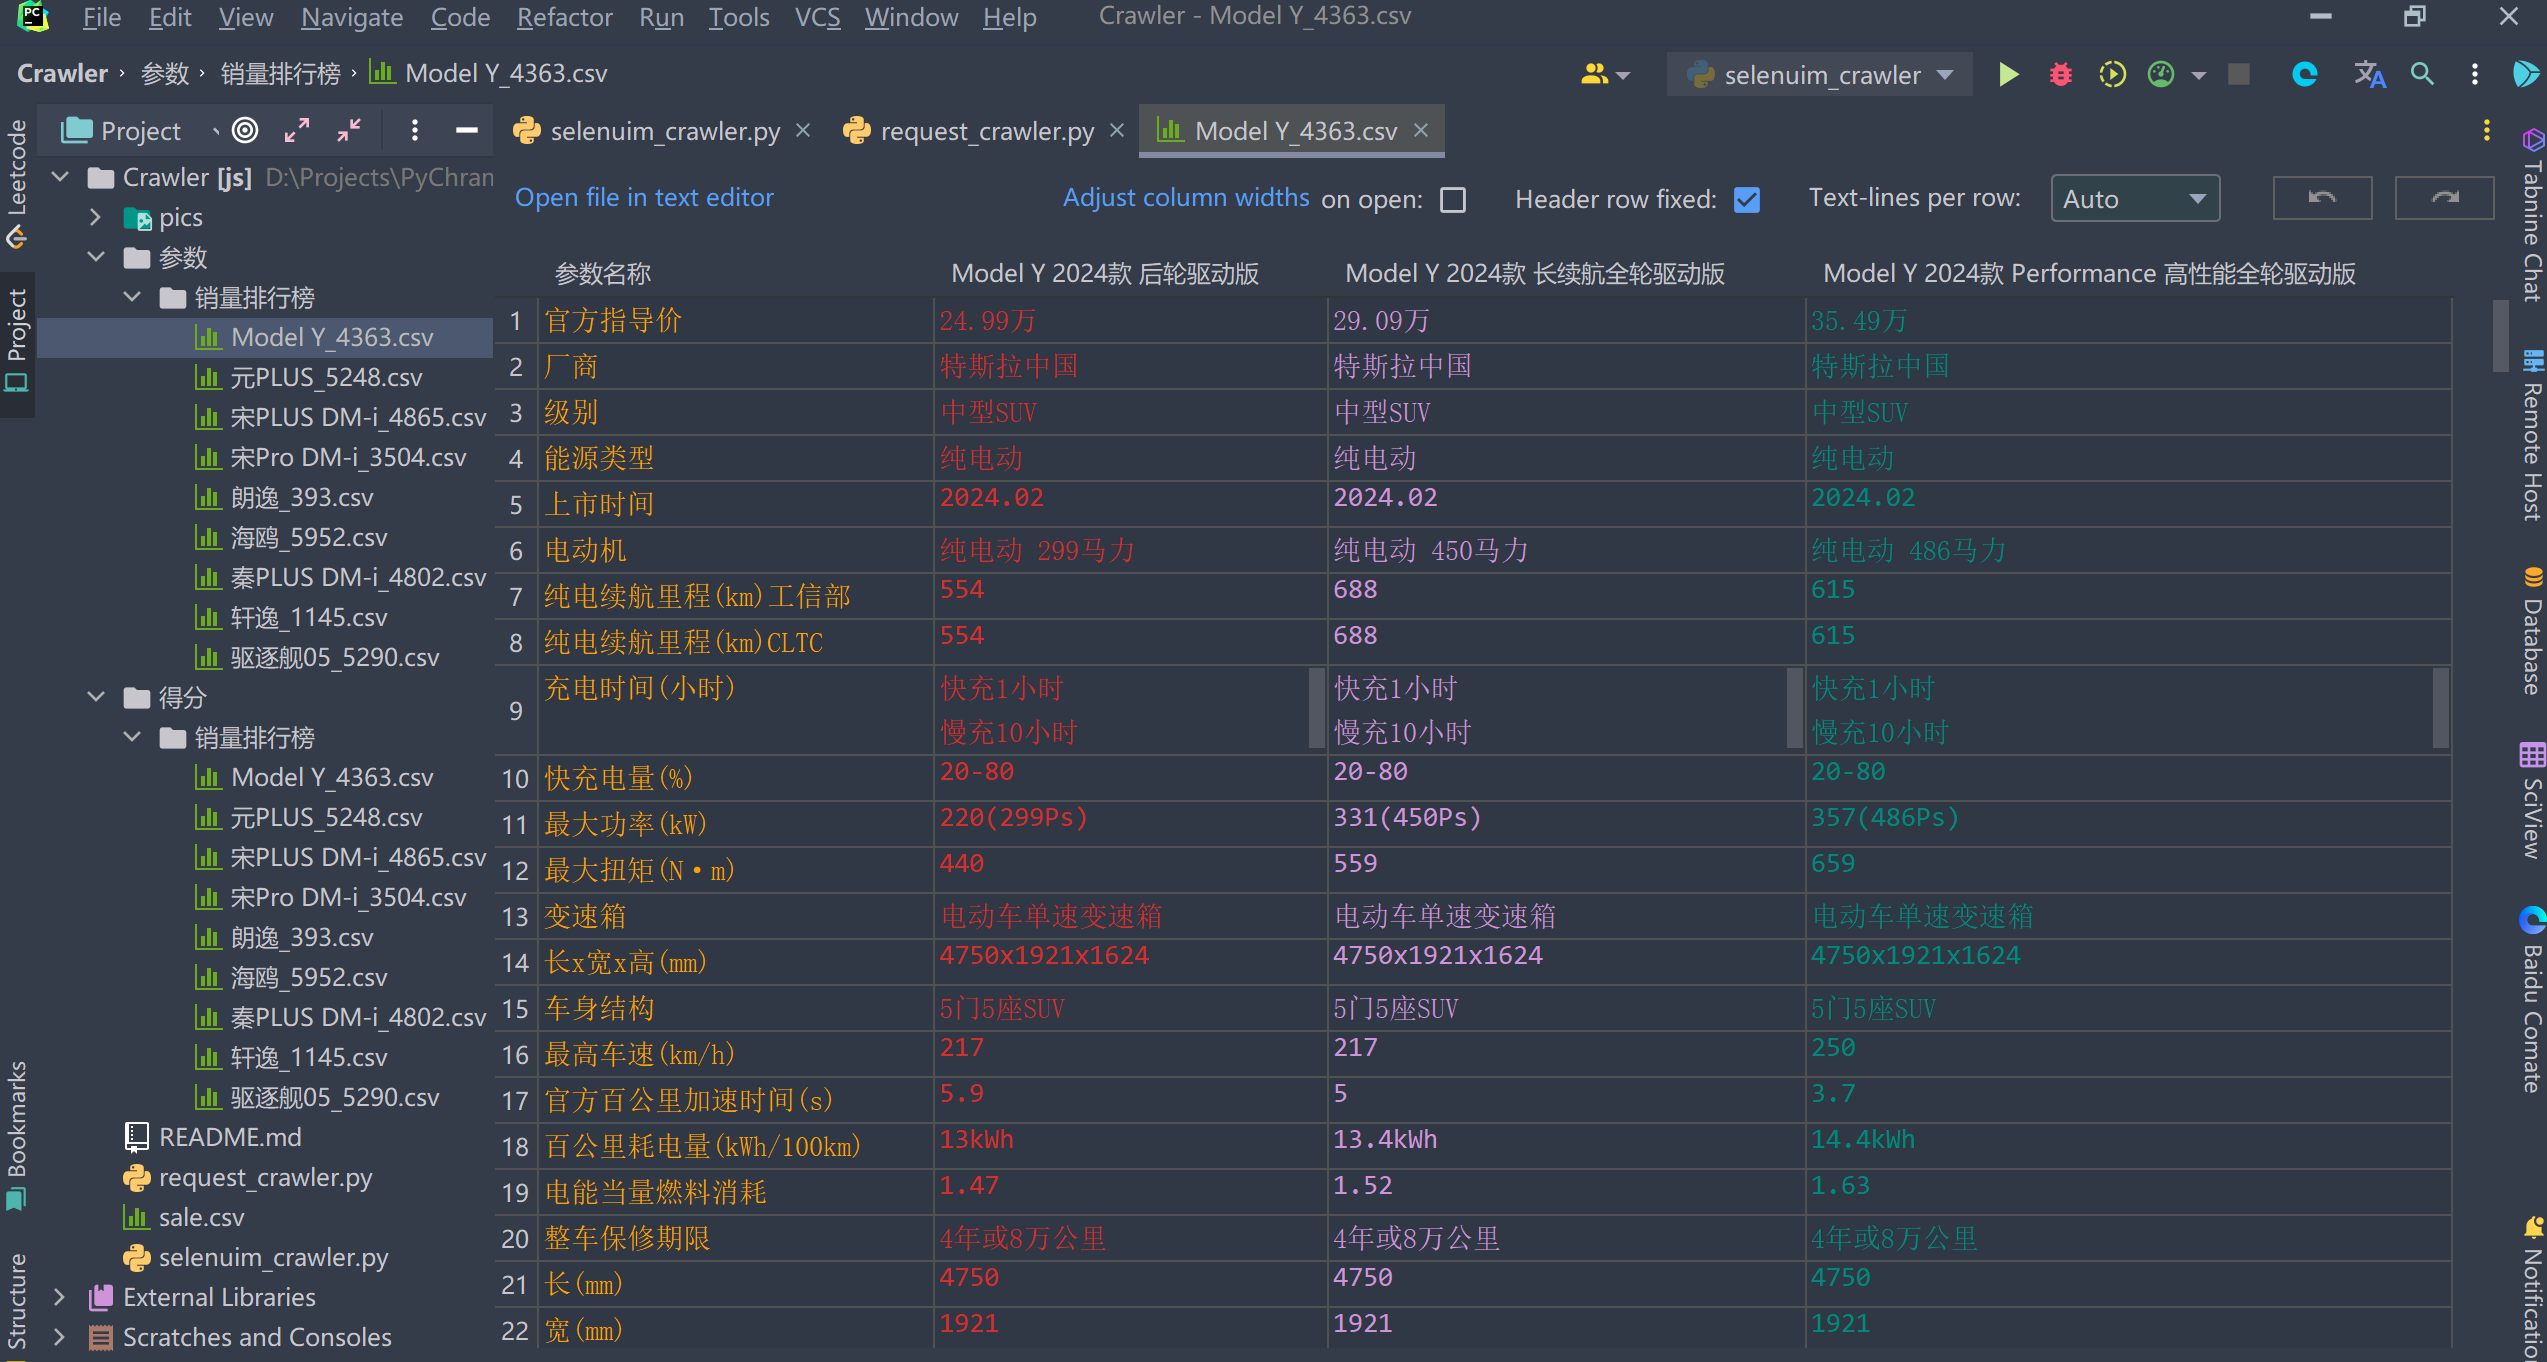 PC File Edit View Navigate Code Refactor Run Tools VCS Window Help Crawler - Model Y_4363.csv
Crawler › 参数 › 销量排行榜 › Model Y_4363.csv selenuim_crawler
Project selenuim_crawler.py request_crawler.py Model Y_4363.csv
Open file in text editor Adjust column widths on open: Header row fixed: Text-lines per row: Auto
Leetcode
Project
Bookmarks
Structure
Crawler [js] D:\Projects\PyChran
pics
参数
销量排行榜
Model Y_4363.csv
元PLUS_5248.csv
宋PLUS DM-i_4865.csv
宋Pro DM-i_3504.csv
朗逸_393.csv
海鸥_5952.csv
秦PLUS DM-i_4802.csv
轩逸_1145.csv
驱逐舰05_5290.csv
得分
销量排行榜
Model Y_4363.csv
元PLUS_5248.csv
宋PLUS DM-i_4865.csv
宋Pro DM-i_3504.csv
朗逸_393.csv
海鸥_5952.csv
秦PLUS DM-i_4802.csv
轩逸_1145.csv
驱逐舰05_5290.csv
README.md
request_crawler.py
sale.csv
selenuim_crawler.py
External Libraries
Scratches and Consoles
参数名称 Model Y 2024款 后轮驱动版 Model Y 2024款 长续航全轮驱动版 Model Y 2024款 Performance 高性能全轮驱动版
1 官方指导价 24.99万 29.09万 35.49万
2 厂商 特斯拉中国 特斯拉中国 特斯拉中国
3 级别 中型SUV 中型SUV 中型SUV
4 能源类型 纯电动 纯电动 纯电动
5 上市时间 2024.02 2024.02 2024.02
6 电动机 纯电动 299马力 纯电动 450马力 纯电动 486马力
7 纯电续航里程(km)工信部 554 688 615
8 纯电续航里程(km)CLTC 554 688 615
9 充电时间(小时) 快充1小时 快充1小时 快充1小时
慢充10小时 慢充10小时 慢充10小时
10 快充电量(%) 20-80 20-80 20-80
11 最大功率(kW) 220(299Ps) 331(450Ps) 357(486Ps)
12 最大扭矩(N·m) 440 559 659
13 变速箱 电动车单速变速箱 电动车单速变速箱 电动车单速变速箱
14 长x宽x高(mm) 4750x1921x1624 4750x1921x1624 4750x1921x1624
15 车身结构 5门5座SUV 5门5座SUV 5门5座SUV
16 最高车速(km/h) 217 217 250
17 官方百公里加速时间(s) 5.9 5 3.7
18 百公里耗电量(kWh/100km) 13kWh 13.4kWh 14.4kWh
19 电能当量燃料消耗 1.47 1.52 1.63
20 整车保修期限 4年或8万公里 4年或8万公里 4年或8万公里
21 长(mm) 4750 4750 4750
22 宽(mm) 1921 1921 1921
Tabnine Chat
Remote Host
Database
SciView
Baidu Comate
Notificatio